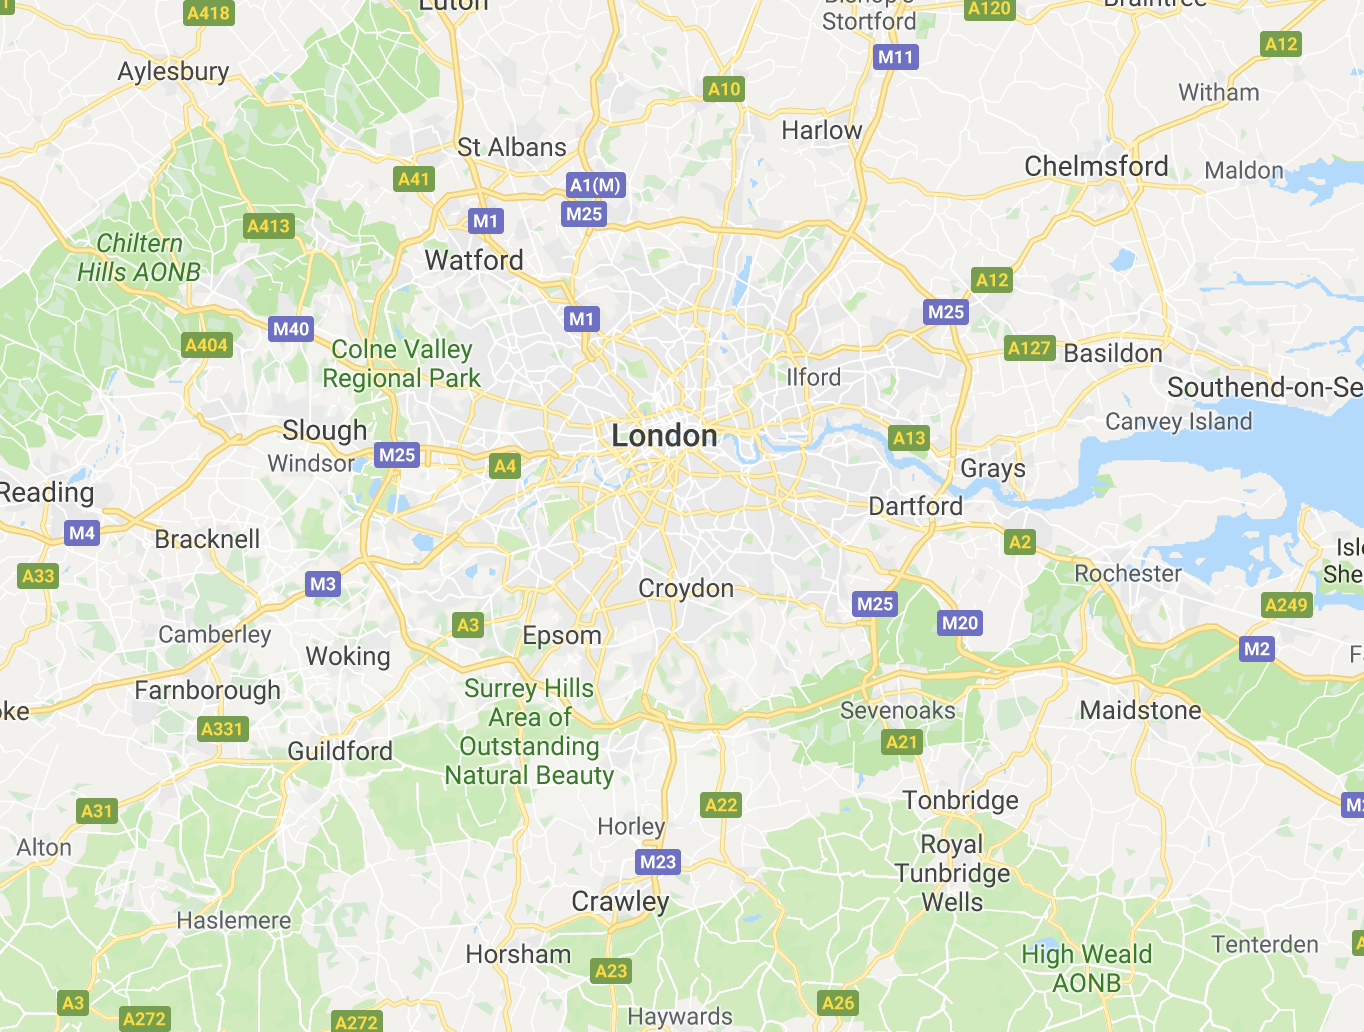 Luton
Bishop's
Stortford
A120
Braintree
A418
A12
M11
Aylesbury
A10
Witham
Harlow
St Albans
Chelmsford
Maldon
A41
A1(M)
M25
M1
A413
Chiltern
Hills AONB
Watford
A12
M25
M1
M40
A404
A127
Basildon
Colne Valley
Regional Park
Ilford
Southend-on-Se
Canvey Island
Slough
London
A13
Windsor
M25
A4
Grays
Reading
Dartford
M4
Bracknell
A2
Isl
She
Rochester
A33
M3
Croydon
M25
A249
M20
A3
Epsom
Camberley
M2
Woking
F
Farnborough
Surrey Hills
Area of
Outstanding
Natural Beauty
oke
Sevenoaks
Maidstone
A331
A21
Guildford
A31
A22
Tonbridge
M2
Horley
Alton
Royal
Tunbridge
Wells
M23
Crawley
Haslemere
Horsham
High Weald
AONB
Tenterden
A
A23
A3
A272
A272
Haywards
A26